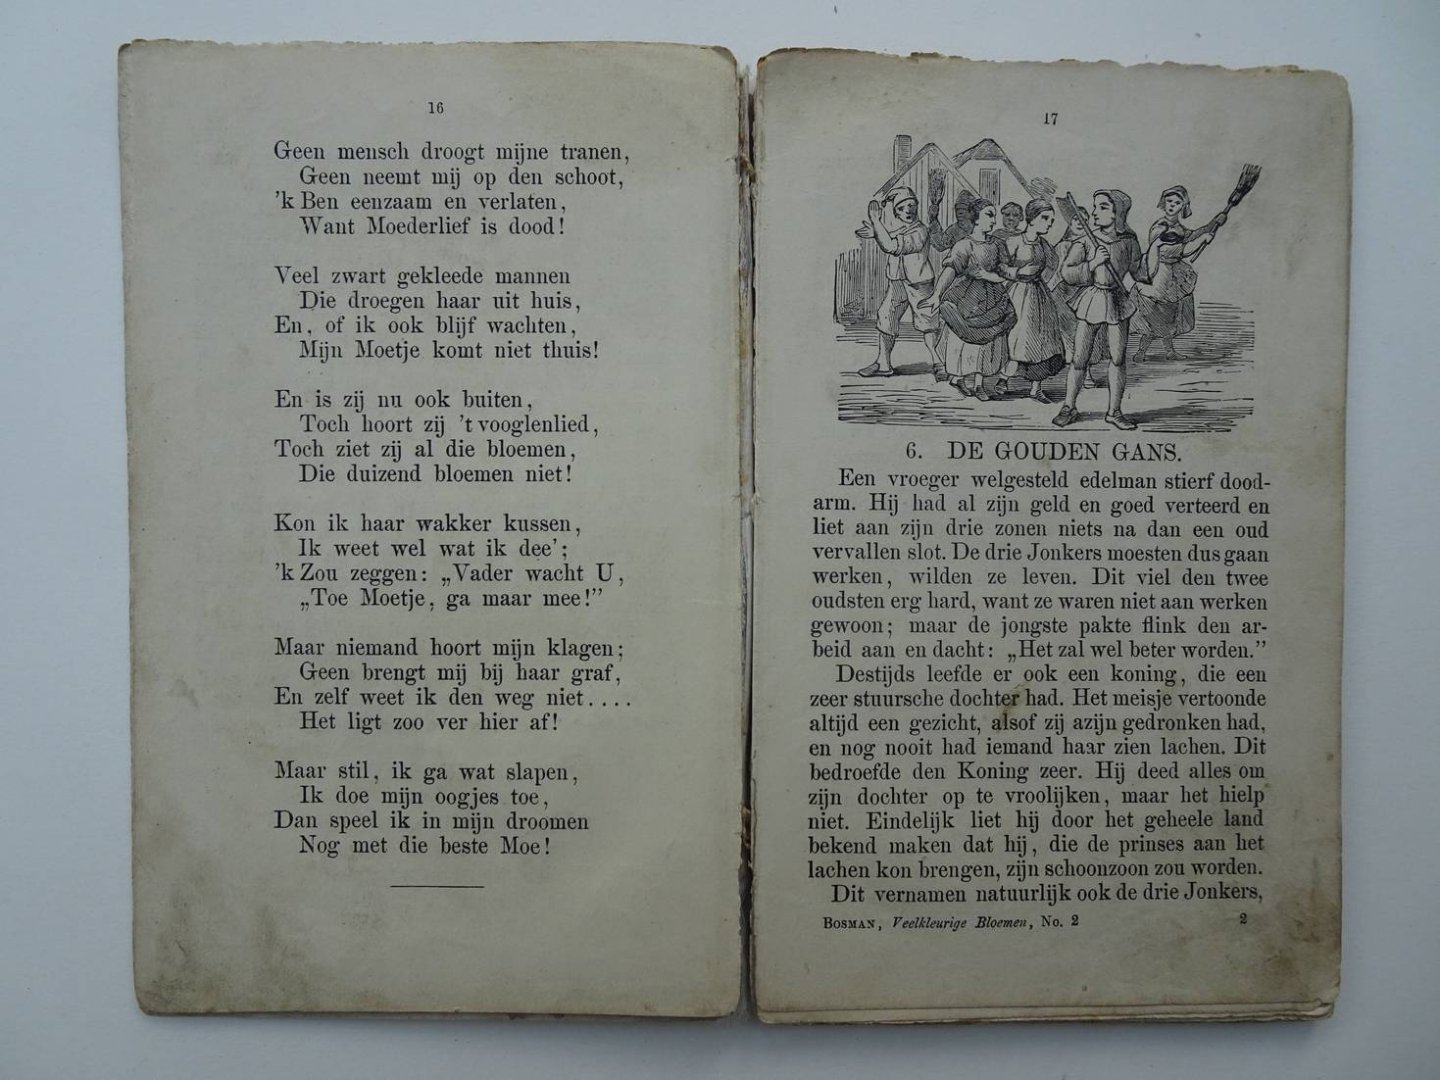 16
Geen mensch droogt mijne tranen,
Geen neemt mij op den schoot,
'k Ben eenzaam en verlaten,
Want Moederlief is dood!
Veel zwart gekleede mannen
Die droegen haar uit huis,
En, of ik ook blijf wachten,
Mijn Moetje komt niet thuis!
En is zij nu ook buiten,
Toch hoort zij 't vooglenlied,
Toch ziet zij al die bloemen,
Die duizend bloemen niet!
Kon ik haar wakker kussen,
Ik weet wel wat ik dee';
'k Zou zeggen: „Vader wacht U,
„Toe Moetje, ga maar mee!”
Maar niemand hoort mijn klagen;
Geen brengt mij bij haar graf,
En zelf weet ik den weg niet....
Het ligt zoo ver hier af!
Maar stil, ik ga wat slapen,
Ik doe mijn oogjes toe,
Dan speel ik in mijn droomen
Nog met die beste Moe!
17
6. DE GOUDEN GANS.
Een vroeger welgesteld edelman stierf dood-
arm. Hij had al zijn geld en goed verteerd en
liet aan zijn drie zonen niets na dan een oud
vervallen slot. De drie Jonkers moesten dus gaan
werken, wilden ze leven. Dit viel den twee
oudsten erg hard, want ze waren niet aan werken
gewoon; maar de jongste pakte flink den ar-
beid aan en dacht: „Het zal wel beter worden.”
Destijds leefde er ook een koning, die een
zeer stuursche dochter had. Het meisje vertoonde
altijd een gezicht, alsof zij azijn gedronken had,
en nog nooit had iemand haar zien lachen. Dit
bedroefde den Koning zeer. Hij deed alles om
zijn dochter op te vroolijken, maar het hielp
niet. Eindelijk liet hij door het geheele land
bekend maken dat hij, die de prinses aan het
lachen kon brengen, zijn schoonzoon zou worden.
Dit vernamen natuurlijk ook de drie Jonkers,
BOSMAN, Veelkleurige Bloemen, No. 2 2